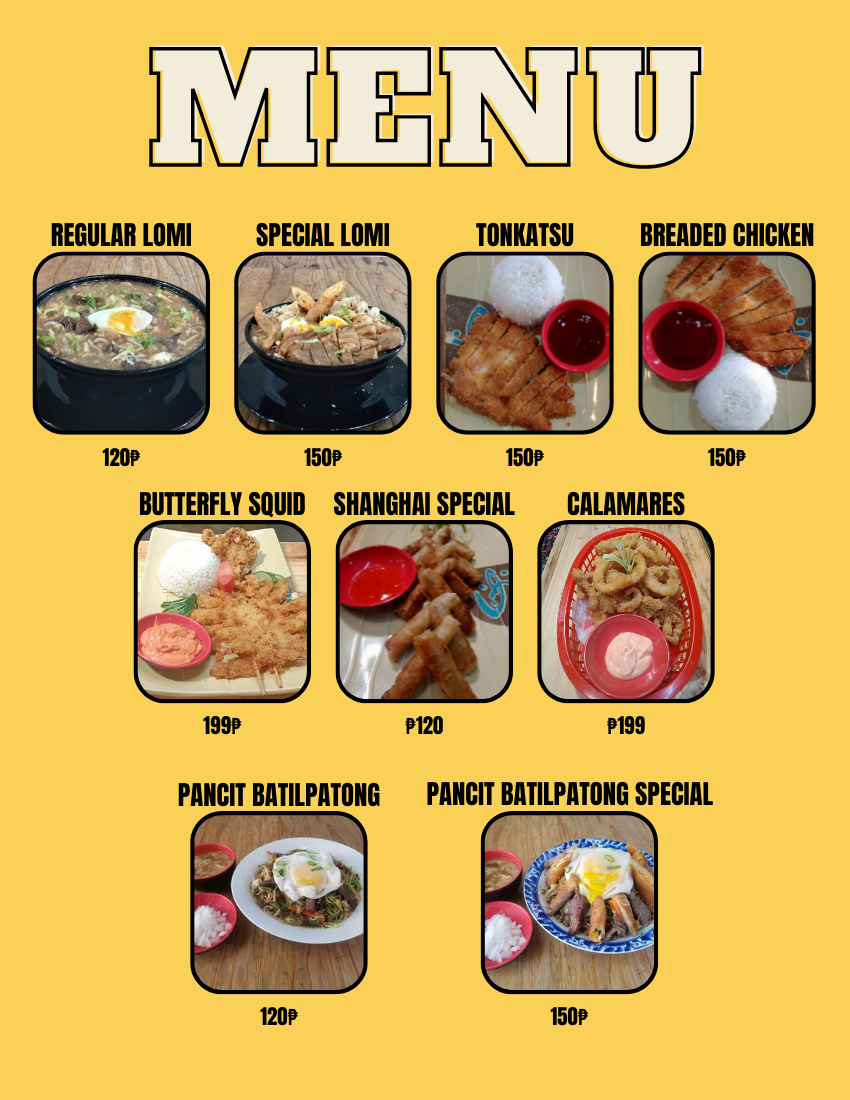 MENU
REGULAR LOMI
SPECIAL LOMI
TONKATSU
BREADED CHICKEN
120₱
150₱
150₱
150₱
BUTTERFLY SQUID
SHANGHAI SPECIAL
CALAMARES
199₱
₱120
₱199
PANCIT BATILPATONG
PANCIT BATILPATONG SPECIAL
120₱
150₱